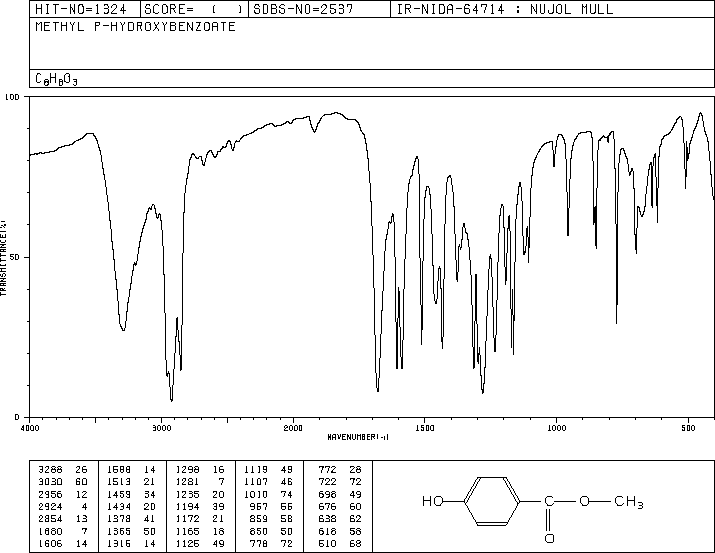 HIT-NO=1324 SCORE= ( ) SDBS-NO=2537 IR-NIDA-64714 : NUJOL MULL
METHYL P-HYDROXYBENZOATE
C8H8O3
100
50
0
TRANSMITTANCE(%)
4000 3000 2000 1500 1000 500
WAVENUMBER(-1)
3288 26 1588 14 1298 16 1119 49 772 28
3030 60 1513 21 1281 7 1107 46 722 72
2956 12 1459 34 1235 20 1010 74 698 49
2924 4 1434 20 1194 39 957 55 676 60
2854 13 1378 41 1172 21 859 58 638 62
1680 7 1365 50 1165 18 850 50 618 58
1606 14 1315 14 1125 49 778 72 510 68
HO C O CH3
O